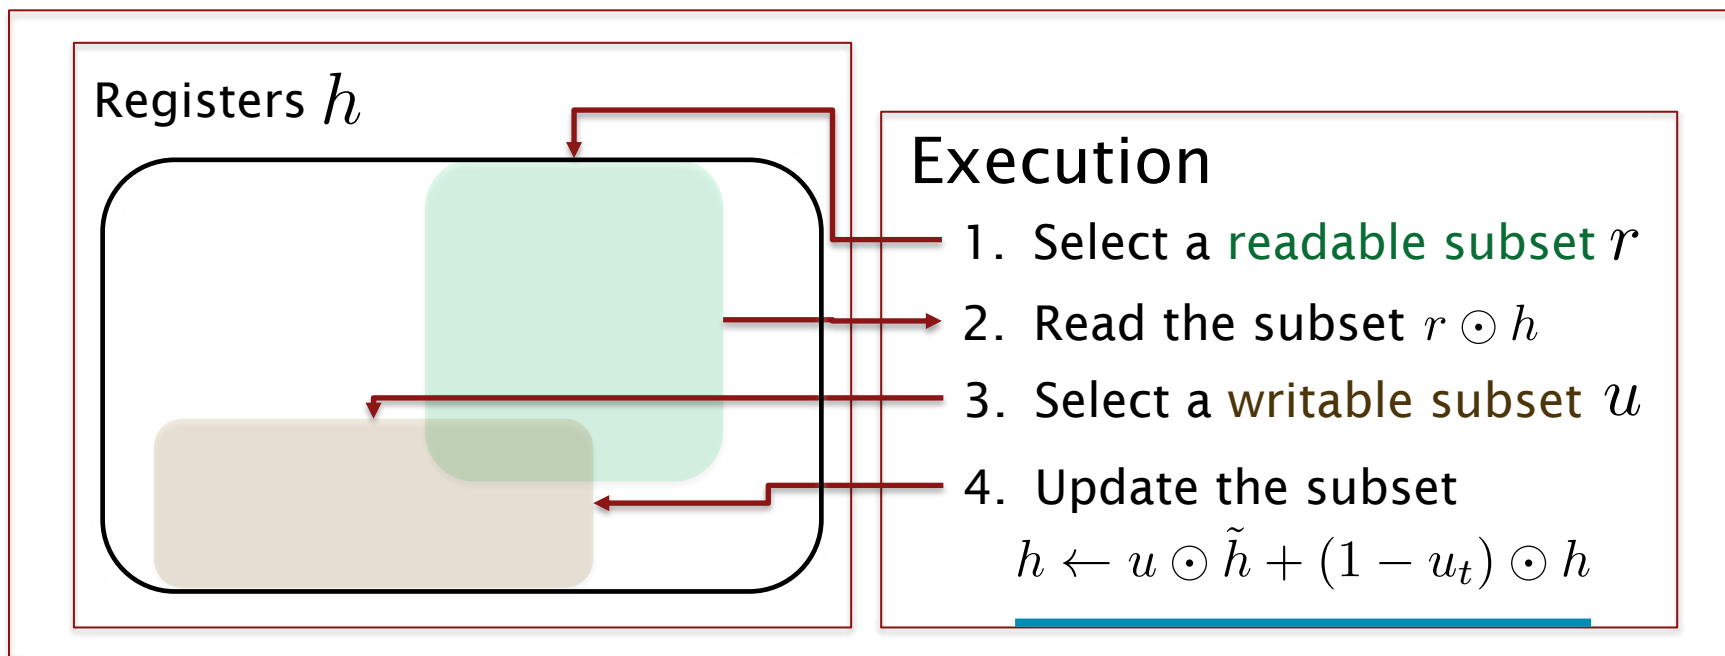 Registers h
Execution
1. Select a readable subset r
2. Read the subset r ⊙ h
3. Select a writable subset u
4. Update the subset
h ← u ⊙ h̃ + (1 − u_t) ⊙ h